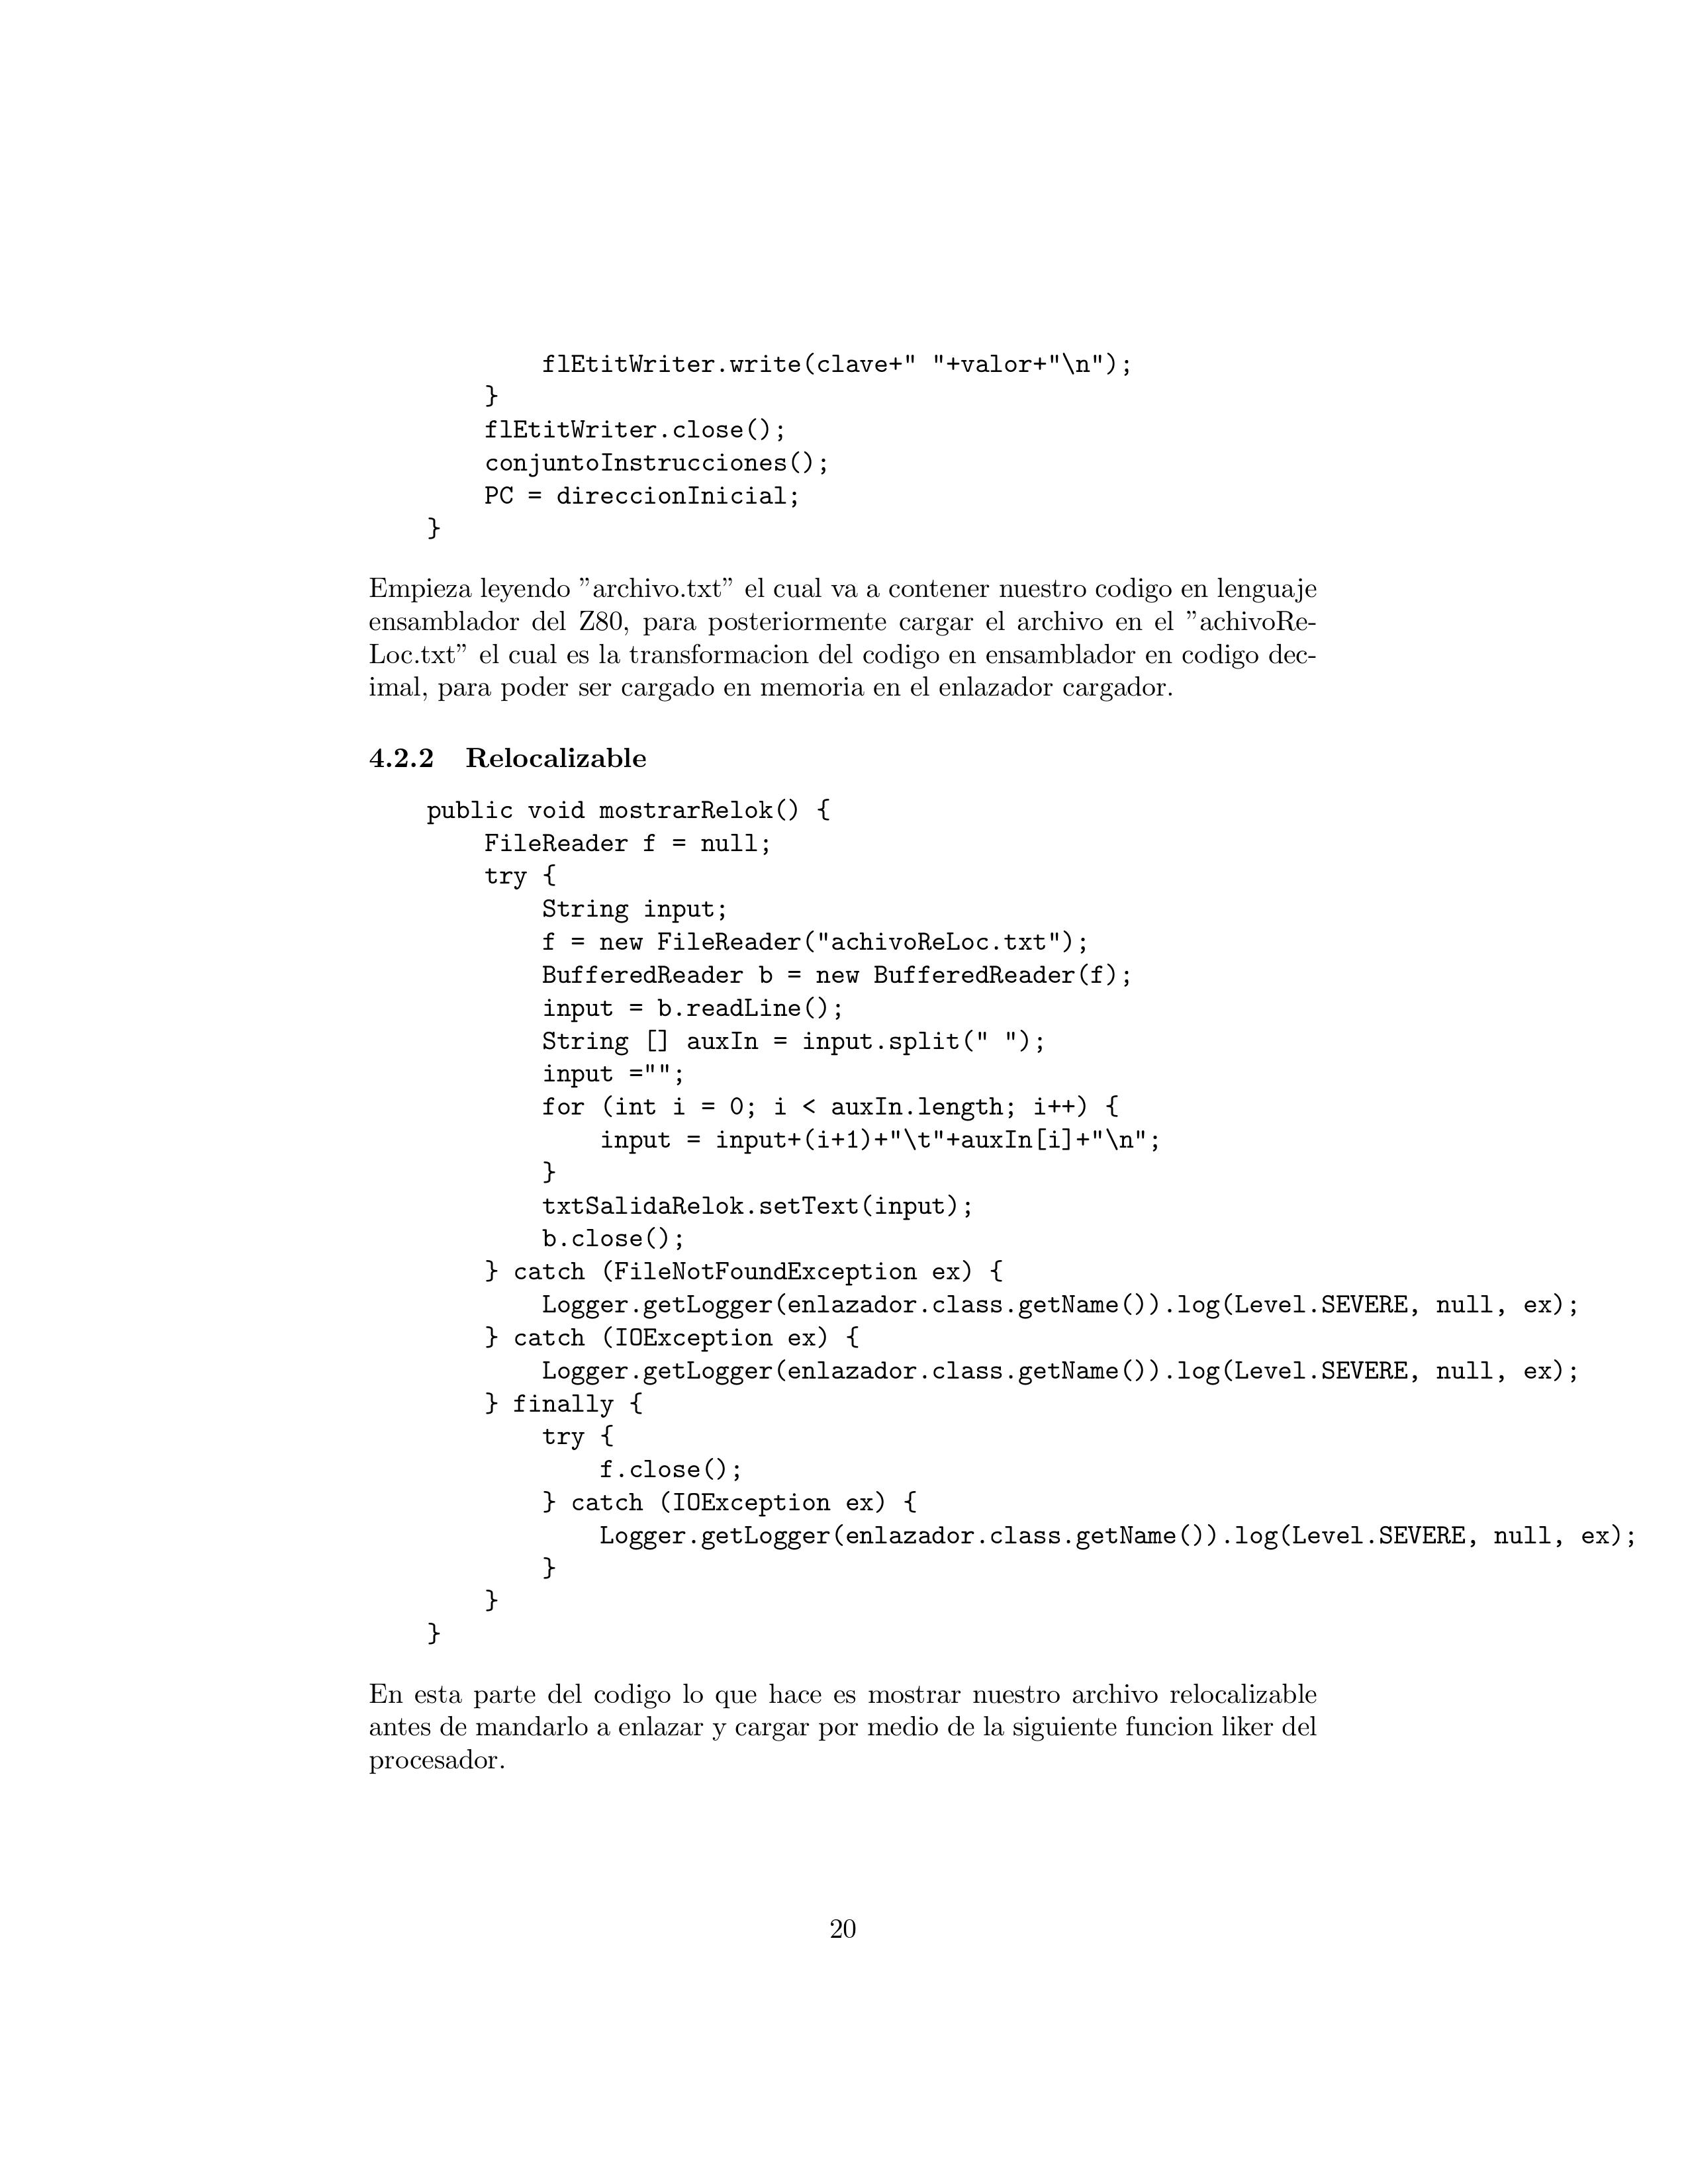 flEtitWriter.write(clave+" "+valor+"\n");
        }
        flEtitWriter.close();
        conjuntoInstrucciones();
        PC = direccionInicial;
    }
Empieza leyendo ”archivo.txt” el cual va a contener nuestro codigo en lenguaje
ensamblador del Z80, para posteriormente cargar el archivo en el ”achivoRe-
Loc.txt” el cual es la transformacion del codigo en ensamblador en codigo dec-
imal, para poder ser cargado en memoria en el enlazador cargador.
4.2.2 Relocalizable
    public void mostrarRelok() {
        FileReader f = null;
        try {
            String input;
            f = new FileReader("achivoReLoc.txt");
            BufferedReader b = new BufferedReader(f);
            input = b.readLine();
            String [] auxIn = input.split(" ");
            input ="";
            for (int i = 0; i < auxIn.length; i++) {
                input = input+(i+1)+"\t"+auxIn[i]+"\n";
            }
            txtSalidaRelok.setText(input);
            b.close();
        } catch (FileNotFoundException ex) {
            Logger.getLogger(enlazador.class.getName()).log(Level.SEVERE, null, ex);
        } catch (IOException ex) {
            Logger.getLogger(enlazador.class.getName()).log(Level.SEVERE, null, ex);
        } finally {
            try {
                f.close();
            } catch (IOException ex) {
                Logger.getLogger(enlazador.class.getName()).log(Level.SEVERE, null, ex);
            }
        }
    }
En esta parte del codigo lo que hace es mostrar nuestro archivo relocalizable
antes de mandarlo a enlazar y cargar por medio de la siguiente funcion liker del
procesador.
20